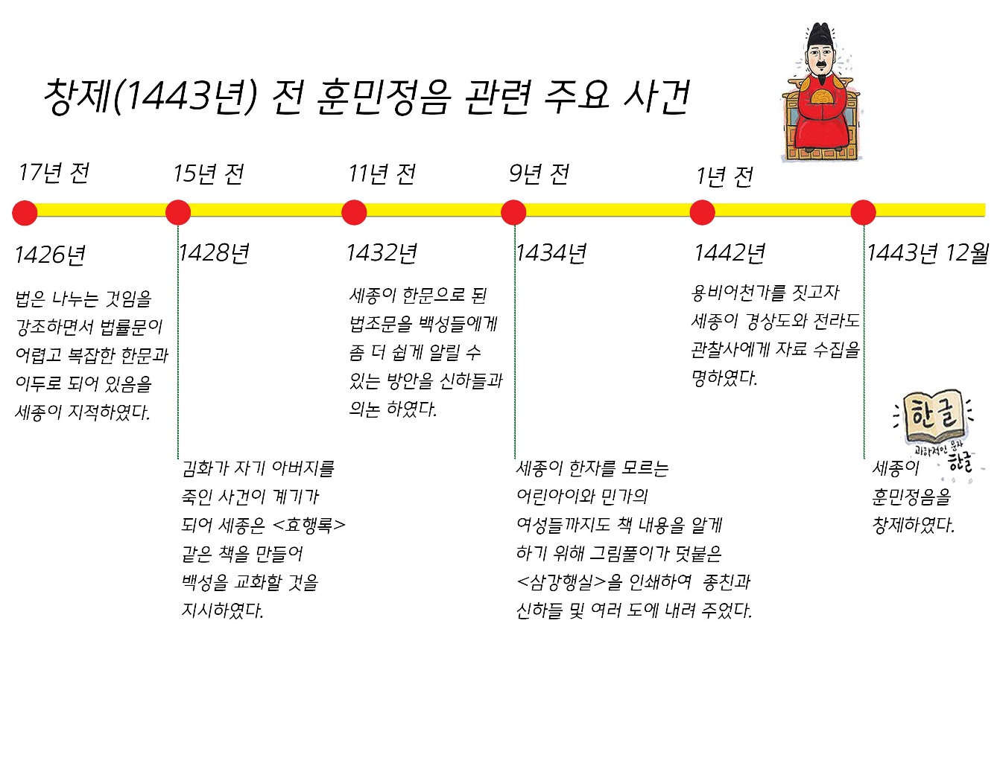 창제(1443년) 전 훈민정음 관련 주요 사건
17년 전
15년 전
11년 전
9년 전
1년 전
1426년
1428년
1432년
1434년
1442년
1443년 12월
법은 나누는 것임을
강조하면서 법률문이
어렵고 복잡한 한문과
이두로 되어 있음을
세종이 지적하였다.
김화가 자기 아버지를
죽인 사건이 계기가
되어 세종은 <효행록>
같은 책을 만들어
백성을 교화할 것을
지시하였다.
세종이 한문으로 된
법조문을 백성들에게
좀 더 쉽게 알릴 수
있는 방안을 신하들과
의논 하였다.
세종이 한자를 모르는
어린아이와 민가의
여성들까지도 책 내용을 알게
하기 위해 그림풀이가 덧붙은
<삼강행실>을 인쇄하여 종친과
신하들 및 여러 도에 내려 주었다.
용비어천가를 짓고자
세종이 경상도와 전라도
관찰사에게 자료 수집을
명하였다.
한글
과학적인 문자
한글
세종이
훈민정음을
창제하였다.